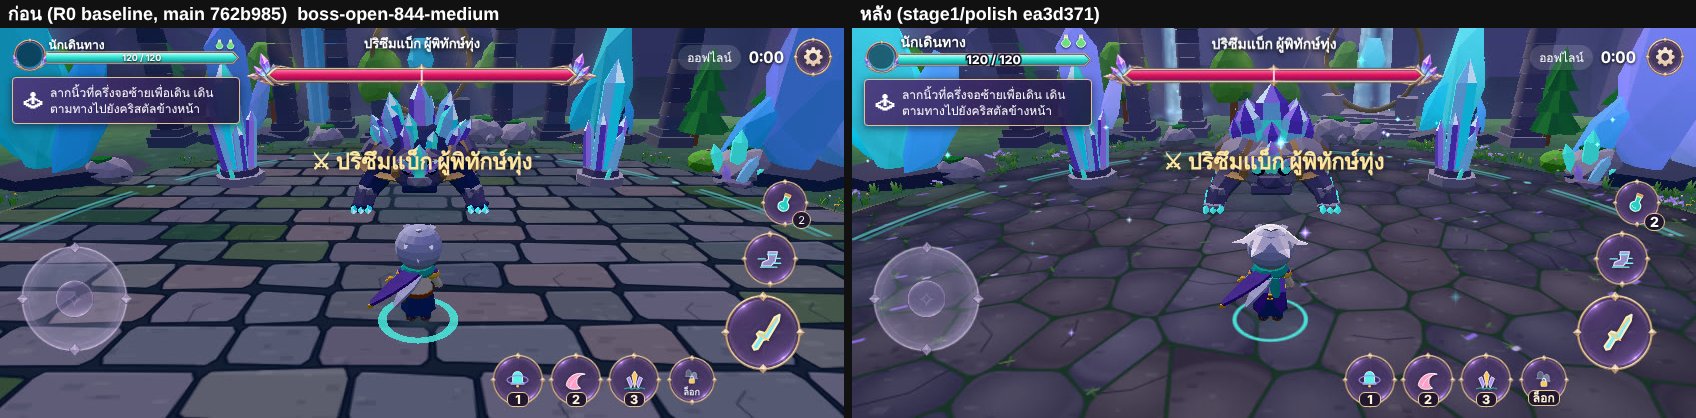 ก่อน (R0 baseline, main 762b985)  boss-open-844-medium
นักเดินทาง
120 / 120
ปริซึมแบ็ก ผู้พิทักษ์ทุ่ง
ออฟไลน์
0:00
ลากนิ้วที่ครึ่งจอซ้ายเพื่อเดิน เดิน
ตามทางไปยังคริสตัลข้างหน้า
⚔ ปริซึมแบ็ก ผู้พิทักษ์ทุ่ง
2
1
2
3
ล็อก
หลัง (stage1/polish ea3d371)
นักเดินทาง
120 / 120
ปริซึมแบ็ก ผู้พิทักษ์ทุ่ง
ออฟไลน์
0:00
ลากนิ้วที่ครึ่งจอซ้ายเพื่อเดิน เดิน
ตามทางไปยังคริสตัลข้างหน้า
⚔ ปริซึมแบ็ก ผู้พิทักษ์ทุ่ง
2
1
2
3
ล็อก